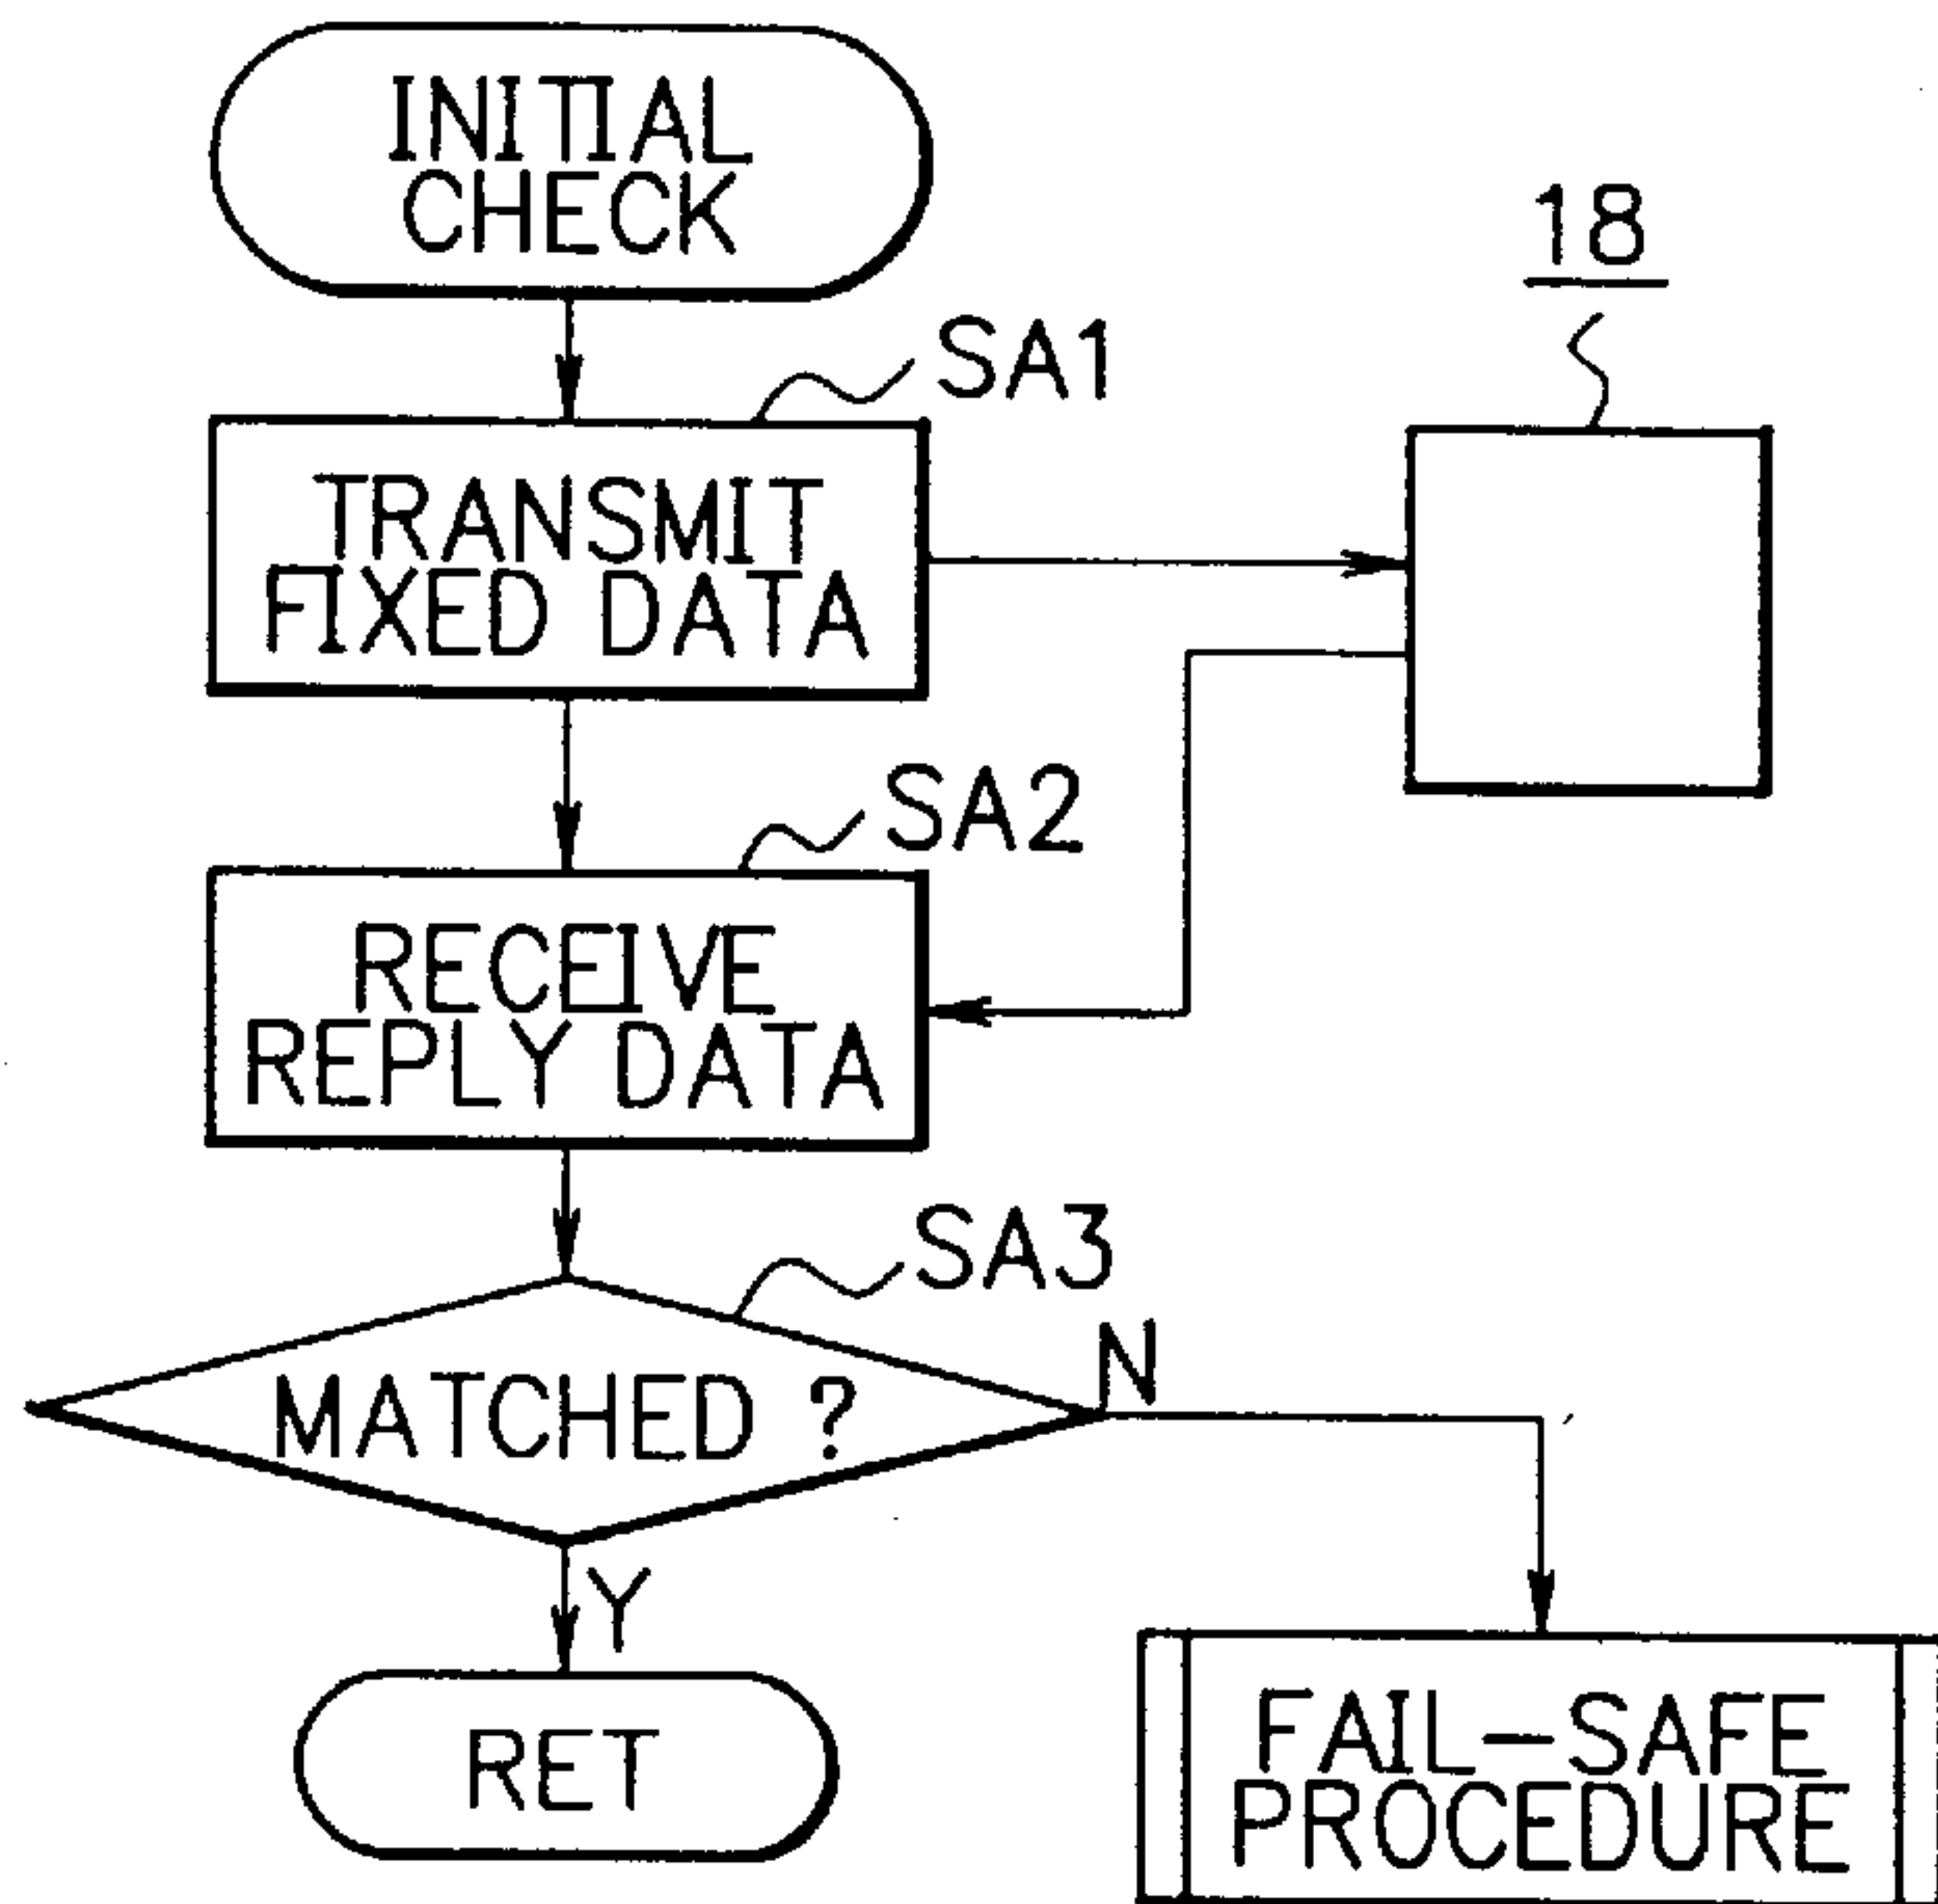 INITIAL
CHECK
18
SA1
TRANSMIT
FIXED DATA
SA2
RECEIVE
REPLY DATA
SA3
N
MATCHED ?
Y
RET
FAIL-SAFE
PROCEDURE